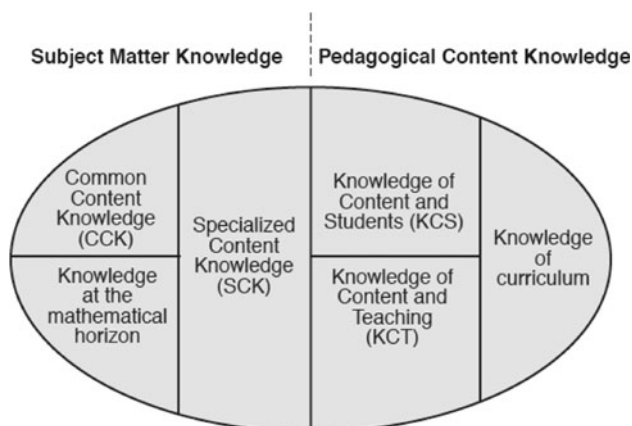 Subject Matter Knowledge
Pedagogical Content Knowledge
Common
Content
Knowledge
(CCK)
Knowledge
at the
mathematical
horizon
Specialized
Content
Knowledge
(SCK)
Knowledge of
Content and
Students (KCS)
Knowledge of
Content and
Teaching
(KCT)
Knowledge
of
curriculum